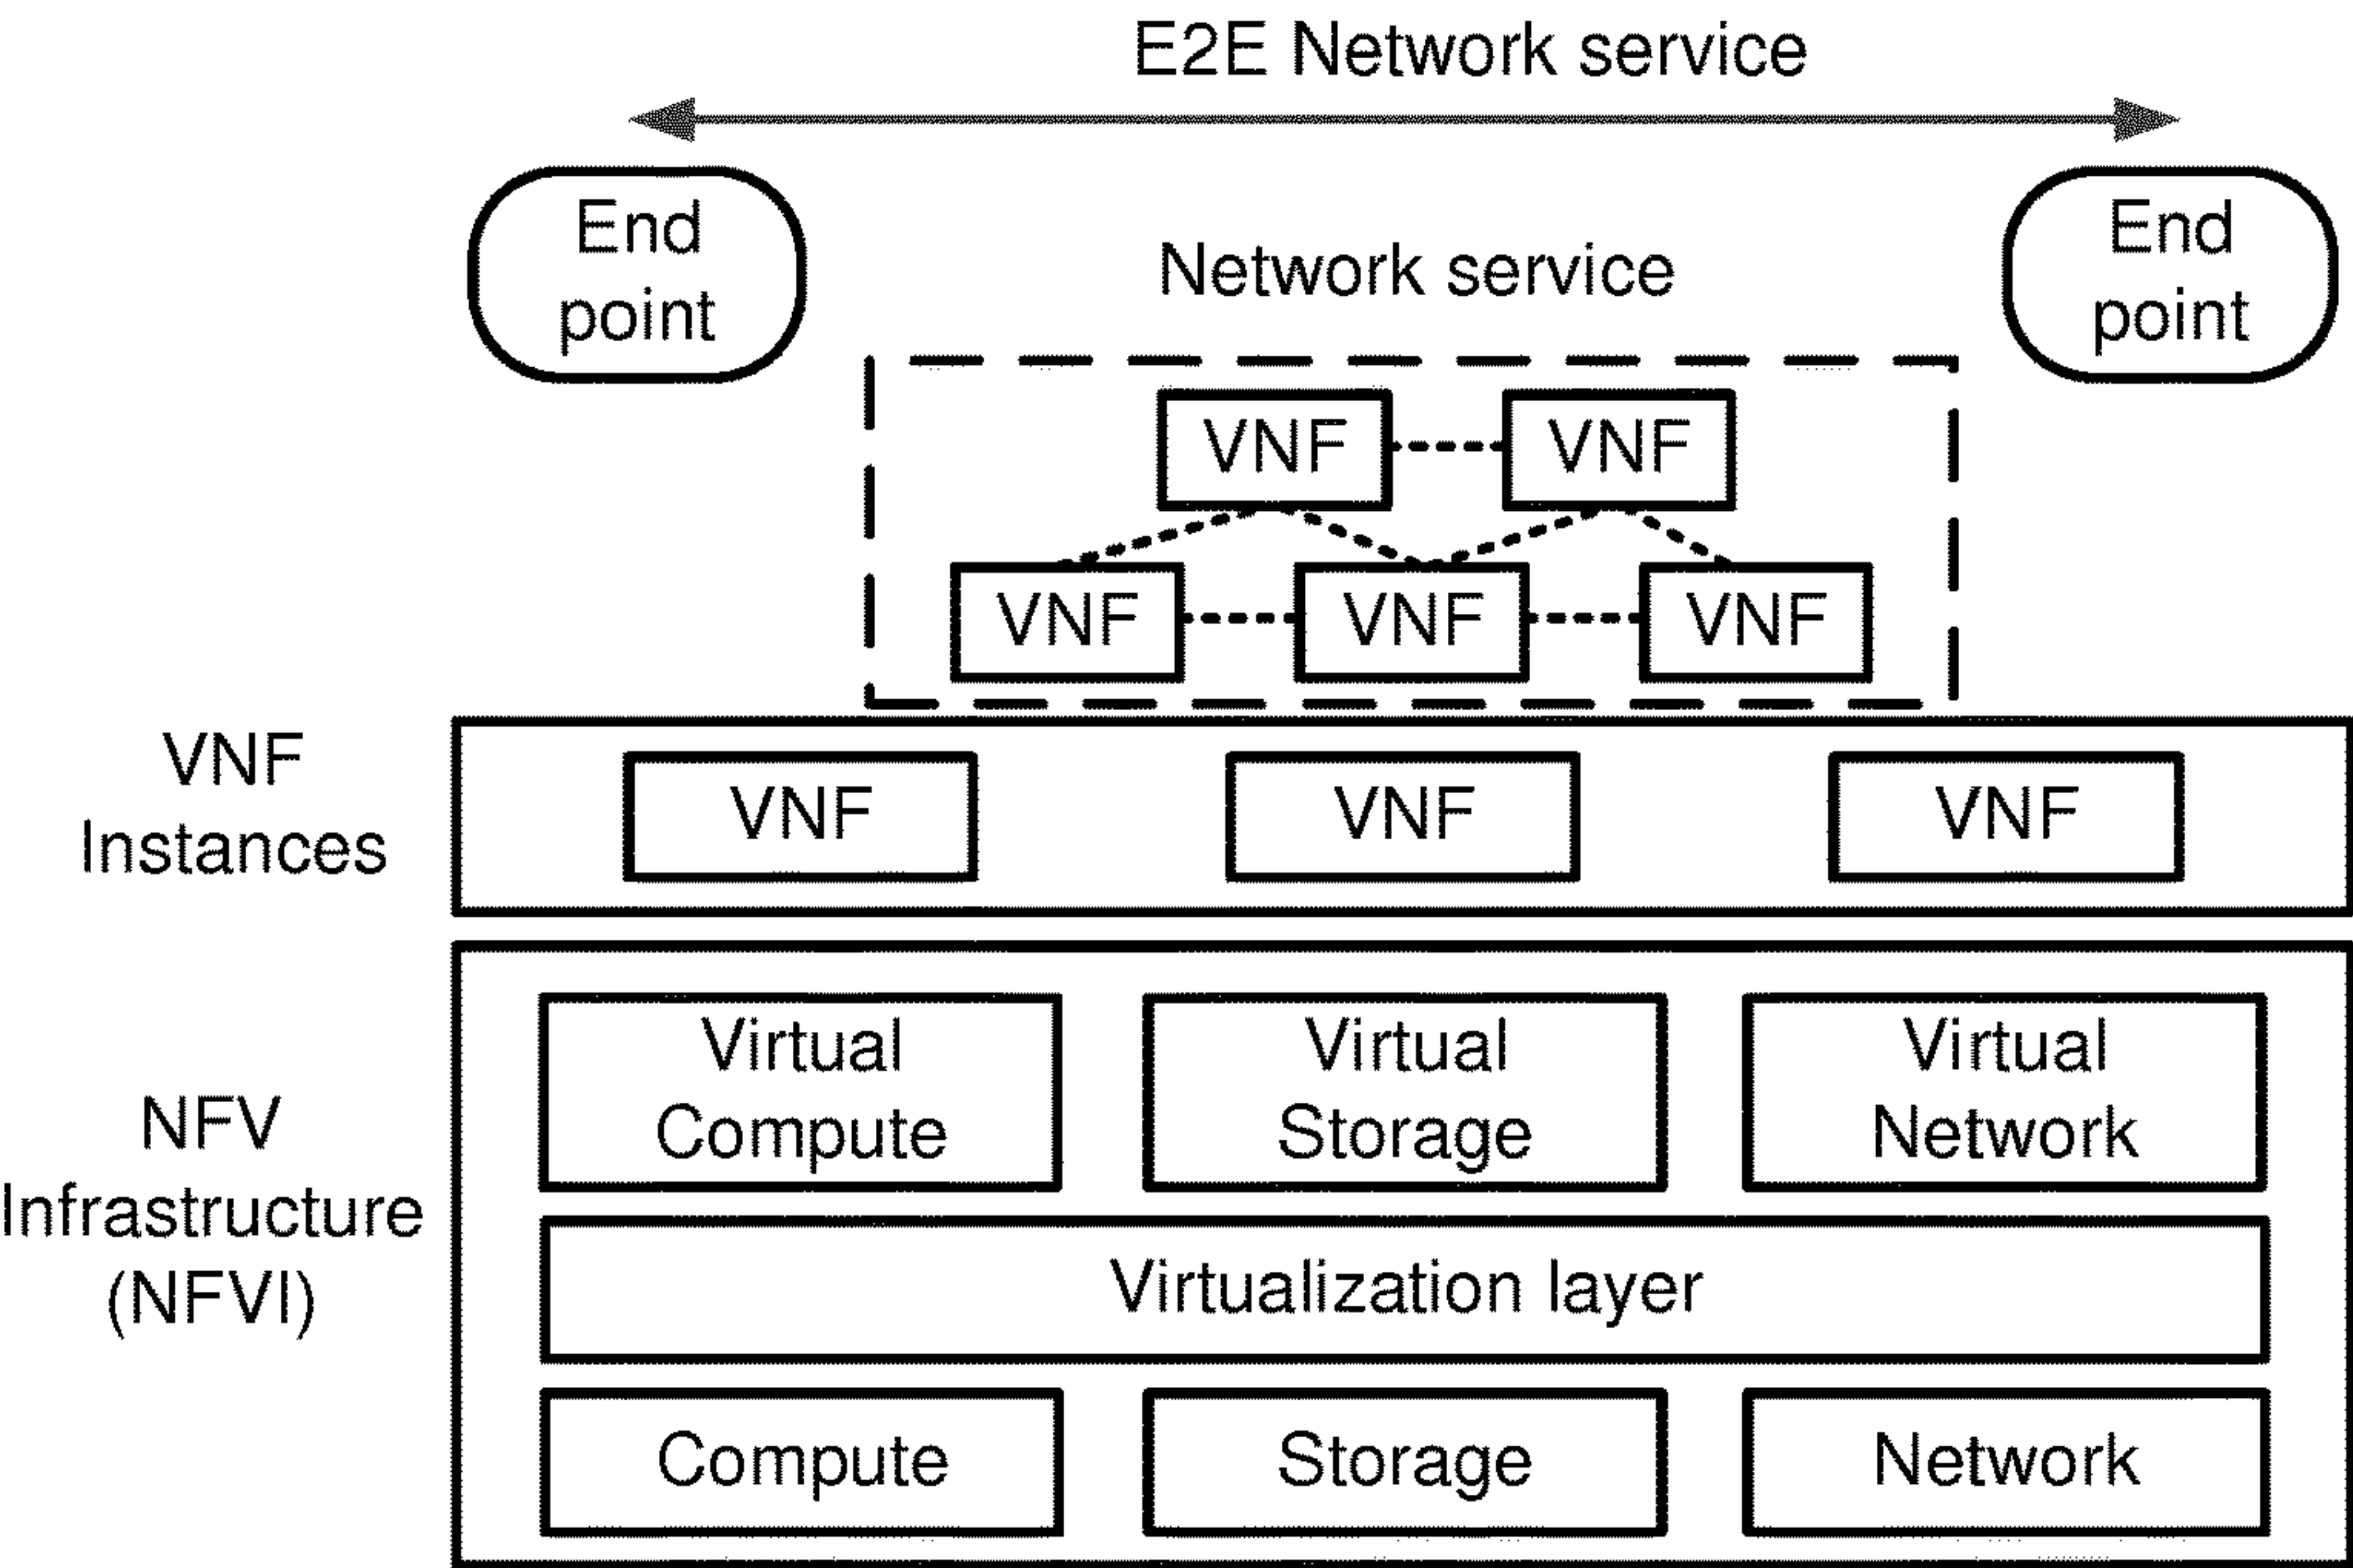 E2E Network service
End
point
End
point
Network service
VNF
VNF
VNF
VNF
VNF
VNF
Instances
VNF
VNF
VNF
NFV
Infrastructure
(NFVI)
Virtual
Compute
Virtual
Storage
Virtual
Network
Virtualization layer
Compute
Storage
Network